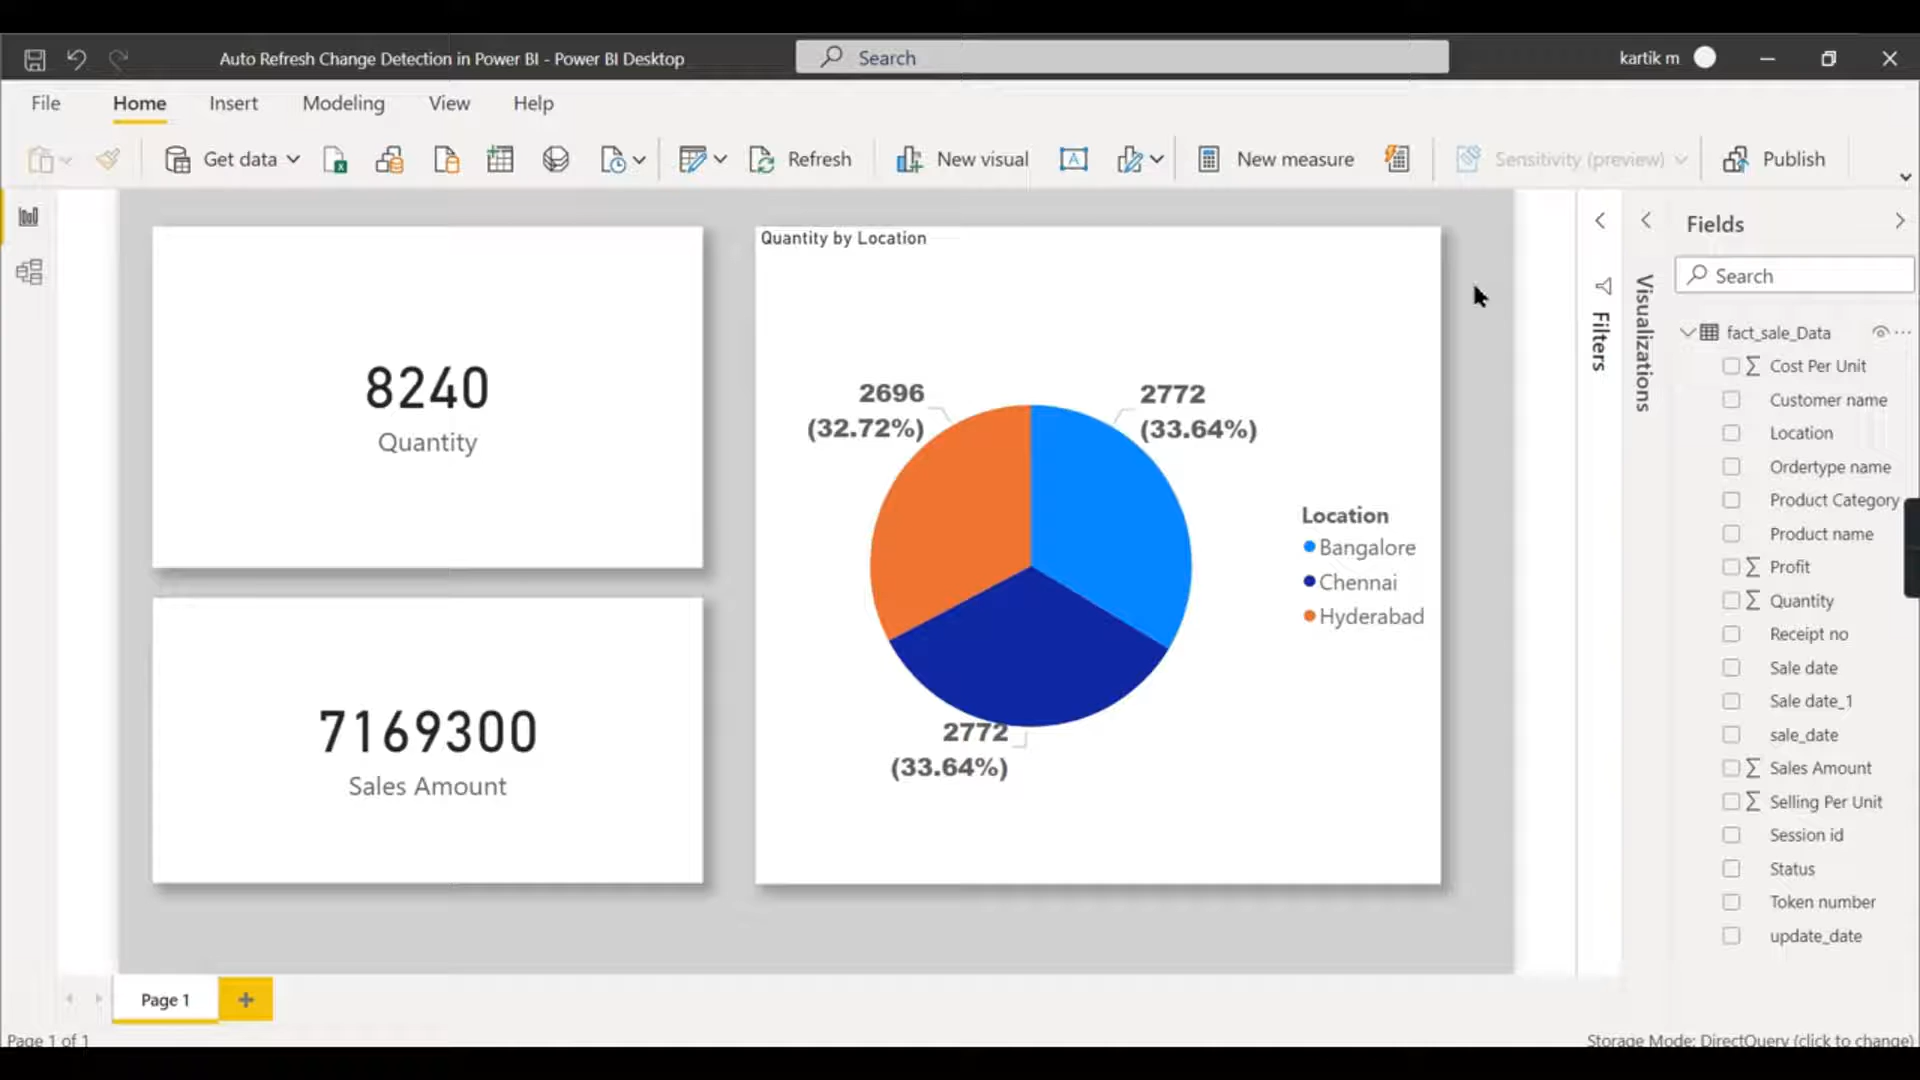 Auto Refresh Change Detection in Power BI - Power BI Desktop
Search
kartik m
File Home Insert Modeling View Help
Get data
Refresh
New visual
New measure
Sensitivity (preview)
Publish
8240
Quantity
7169300
Sales Amount
Quantity by Location
2696
(32.72%)
2772
(33.64%)
2772
(33.64%)
Location
Bangalore
Chennai
Hyderabad
Filters
Visualizations
Fields
Search
fact_sale_Data
Cost Per Unit
Customer name
Location
Ordertype name
Product Category
Product name
Profit
Quantity
Receipt no
Sale date
Sale date_1
sale_date
Sales Amount
Selling Per Unit
Session id
Status
Token number
update_date
Page 1
Page 1 of 1
Storage Mode: DirectQuery (click to change)